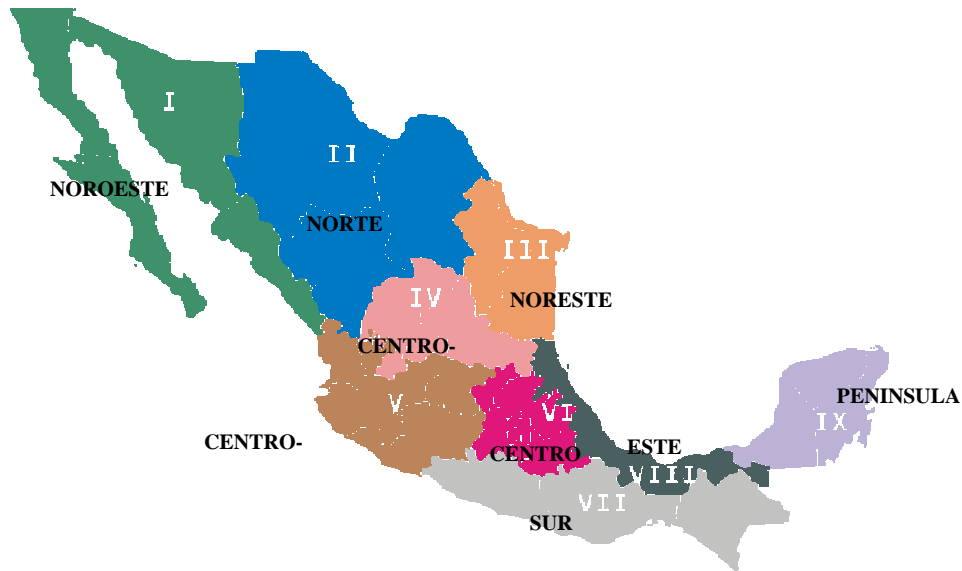 I
II
NOROESTE
NORTE
III
IV
NORESTE
CENTRO-
PENINSULA
V
VI
IX
CENTRO-
ESTE
CENTRO
VIII
VII
SUR